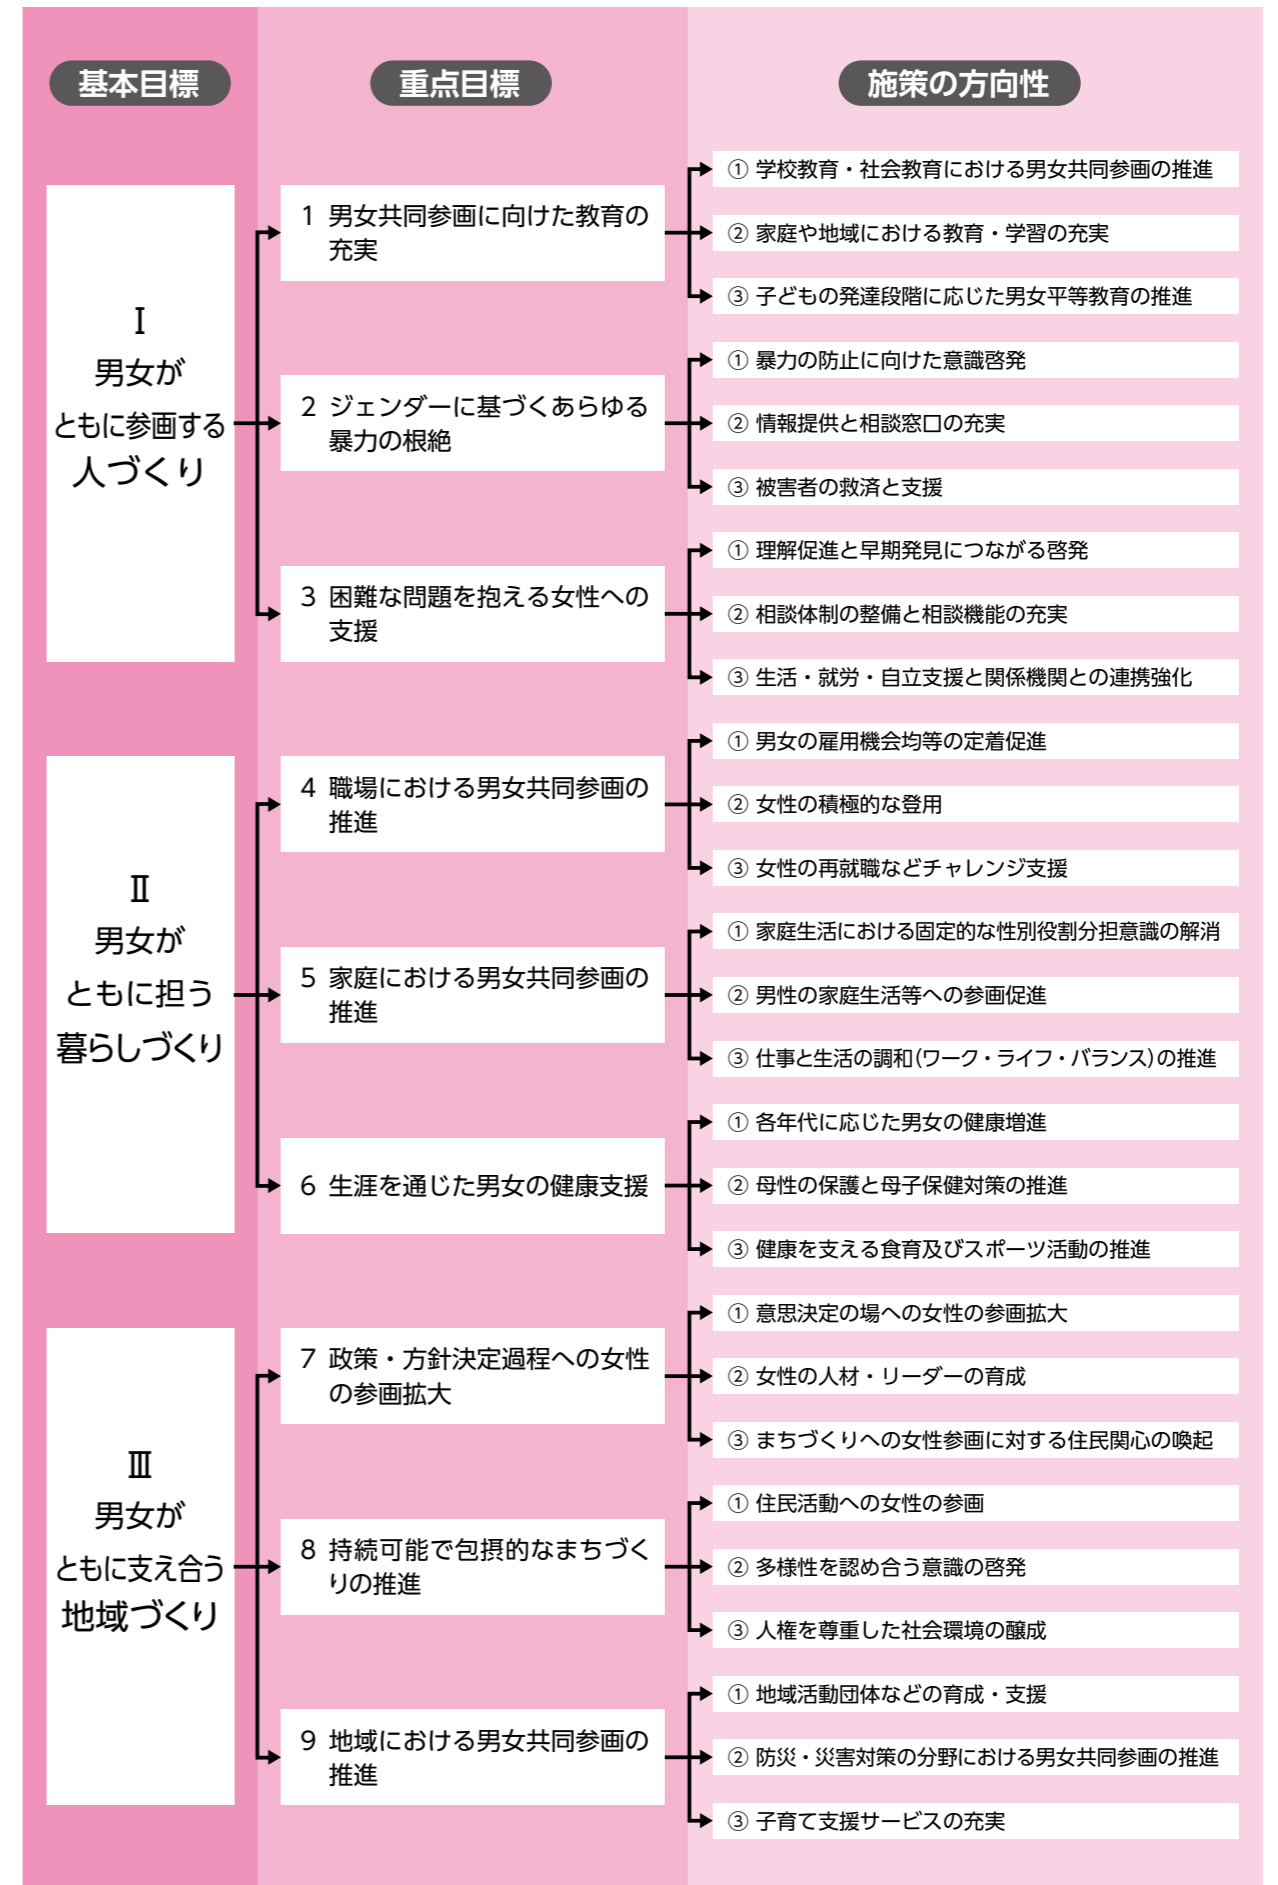 基本目標
重点目標
施策の方向性
Ⅰ
男女が
ともに参画する
人づくり
1 男女共同参画に向けた教育の
充実
① 学校教育・社会教育における男女共同参画の推進
② 家庭や地域における教育・学習の充実
③ 子どもの発達段階に応じた男女平等教育の推進
2 ジェンダーに基づくあらゆる
暴力の根絶
① 暴力の防止に向けた意識啓発
② 情報提供と相談窓口の充実
③ 被害者の救済と支援
3 困難な問題を抱える女性への
支援
① 理解促進と早期発見につながる啓発
② 相談体制の整備と相談機能の充実
③ 生活・就労・自立支援と関係機関との連携強化
Ⅱ
男女が
ともに担う
暮らしづくり
4 職場における男女共同参画の
推進
① 男女の雇用機会均等の定着促進
② 女性の積極的な登用
③ 女性の再就職などチャレンジ支援
5 家庭における男女共同参画の
推進
① 家庭生活における固定的な性別役割分担意識の解消
② 男性の家庭生活等への参画促進
③ 仕事と生活の調和(ワーク・ライフ・バランス)の推進
6 生涯を通じた男女の健康支援
① 各年代に応じた男女の健康増進
② 母性の保護と母子保健対策の推進
③ 健康を支える食育及びスポーツ活動の推進
Ⅲ
男女が
ともに支え合う
地域づくり
7 政策・方針決定過程への女性
の参画拡大
① 意思決定の場への女性の参画拡大
② 女性の人材・リーダーの育成
③ まちづくりへの女性参画に対する住民関心の喚起
8 持続可能で包摂的なまちづく
りの推進
① 住民活動への女性の参画
② 多様性を認め合う意識の啓発
③ 人権を尊重した社会環境の醸成
9 地域における男女共同参画の
推進
① 地域活動団体などの育成・支援
② 防災・災害対策の分野における男女共同参画の推進
③ 子育て支援サービスの充実